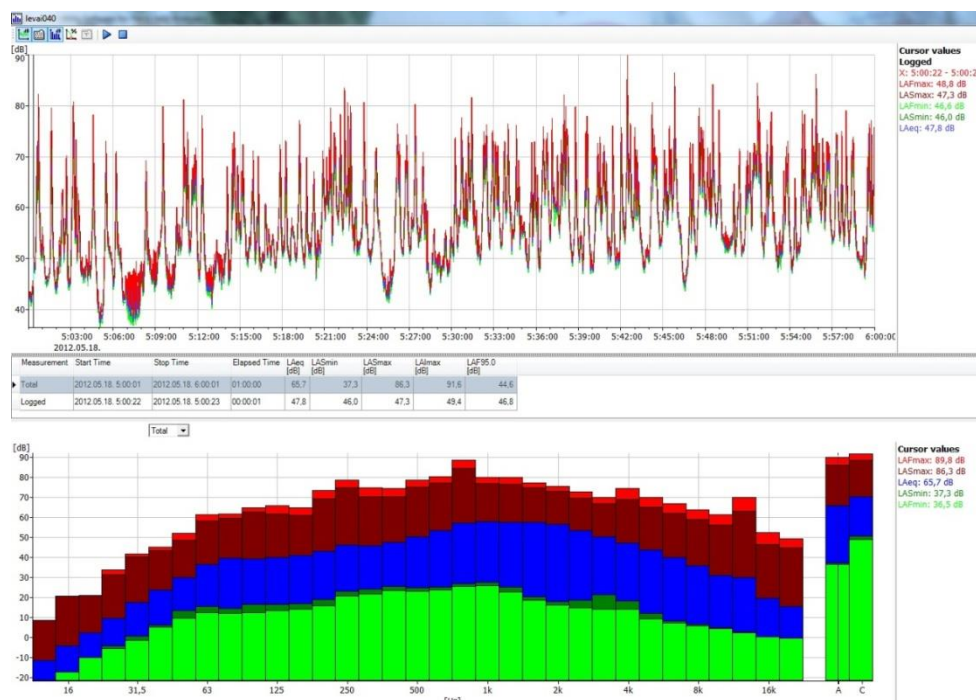 levai040
[dB]
90
80
70
60
50
40
5:03:00 5:06:00 5:09:00 5:12:00 5:15:00 5:18:00 5:21:00 5:24:00 5:27:00 5:30:00 5:33:00 5:36:00 5:39:00 5:42:00 5:45:00 5:48:00 5:51:00 5:54:00 5:57:00 6:00:00
2012.05.18.
Cursor values
Logged
X: 5:00:22 - 5:00:2
LAFmax: 48,8 dB
LASmax: 47,3 dB
LAFmin: 46,6 dB
LASmin: 46,0 dB
LAeq: 47,8 dB
Measurement Start Time Stop Time Elapsed Time LAeq LASmin LASmax LAImax LAF95.0
[dB] [dB] [dB] [dB] [dB]
Total 2012.05.18. 5:00:01 2012.05.18. 6:00:01 01:00:00 65,7 37,3 86,3 91,6 44,6
Logged 2012.05.18. 5:00:22 2012.05.18. 5:00:23 00:00:01 47,8 46,0 47,3 49,4 46,8
Total
[dB]
90
80
70
60
50
40
30
20
10
0
-10
-20
16 31,5 63 125 250 500 1k 2k 4k 8k 16k A C
Cursor values
LAFmax: 89,8 dB
LASmax: 86,3 dB
LAeq: 65,7 dB
LASmin: 37,3 dB
LAFmin: 36,5 dB